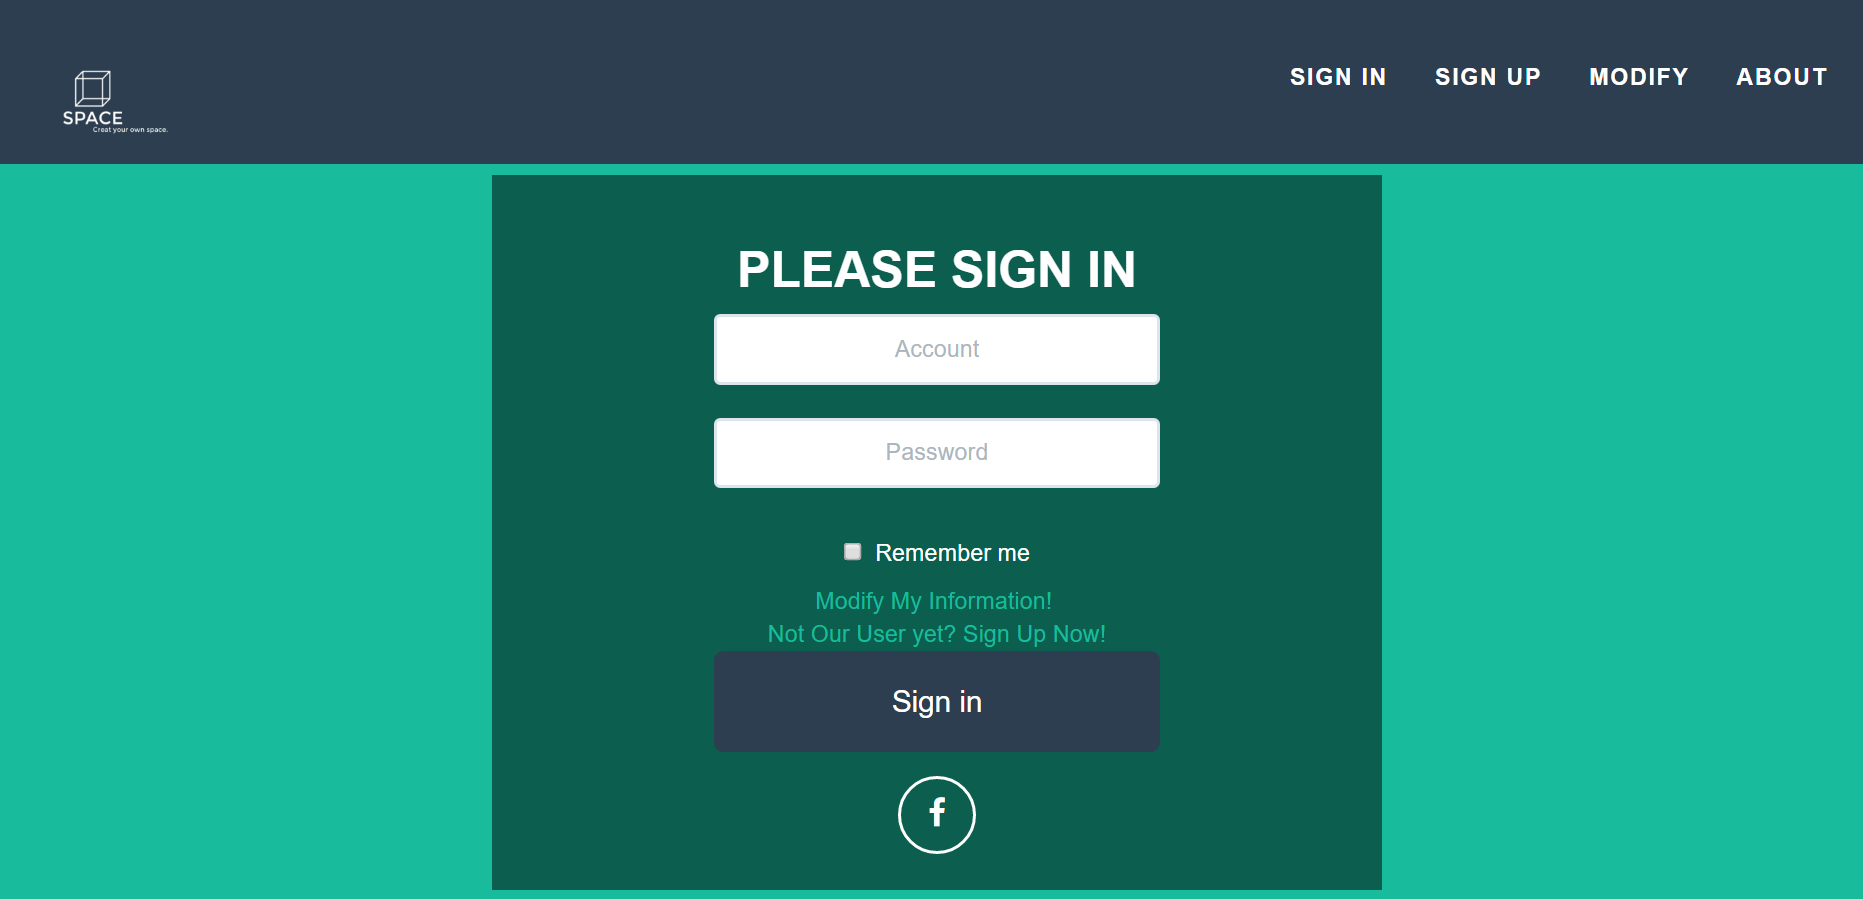 SPACE
Creat your own space.
SIGN IN SIGN UP MODIFY ABOUT
PLEASE SIGN IN
Account
Password
Remember me
Modify My Information!
Not Our User yet? Sign Up Now!
Sign in